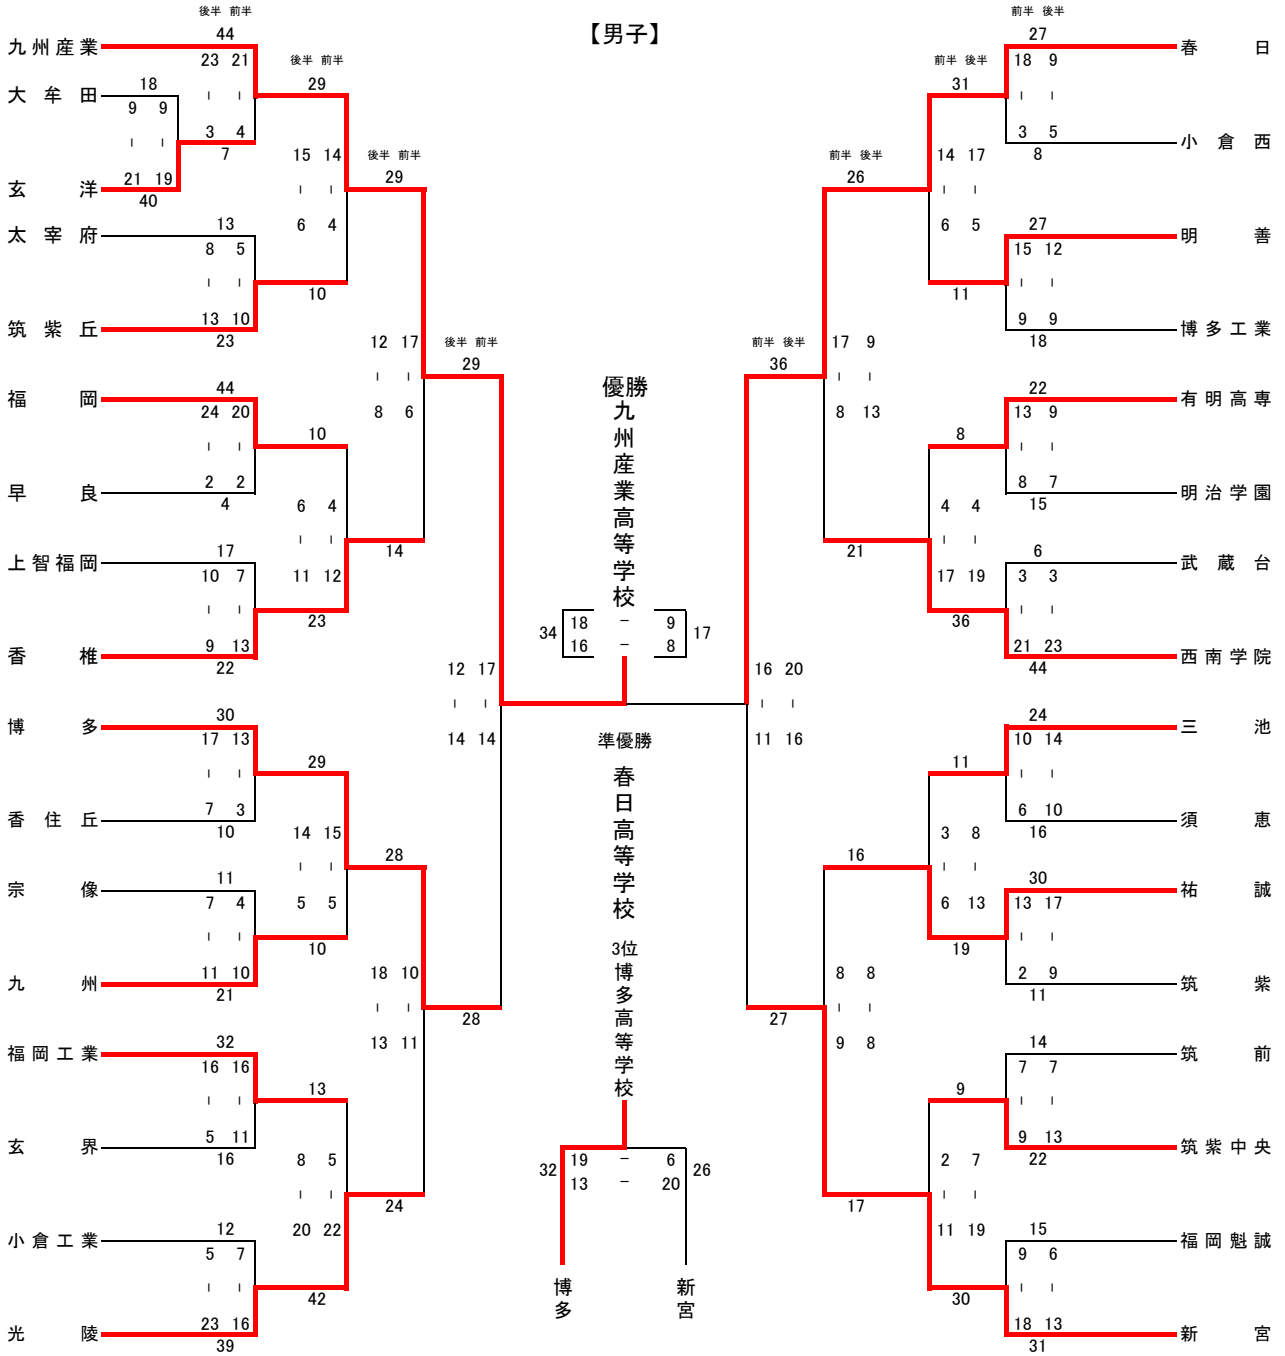 【男子】
後半 前半
九州産業
44
23 21
- -
3 4
7
大牟田
18
9 9
- -
21 19
40
玄洋
太宰府
13
8 5
- -
13 10
23
筑紫丘
福岡
44
24 20
- -
2 2
4
早良
上智福岡
17
10 7
- -
9 13
22
香椎
博多
30
17 13
- -
7 3
10
香住丘
宗像
11
7 4
- -
11 10
21
九州
福岡工業
32
16 16
- -
5 11
16
玄界
小倉工業
12
5 7
- -
23 16
39
光陵
後半 前半
29
15 14
- -
6 4
10
10
6 4
- -
11 12
23
29
14 15
- -
5 5
10
13
8 5
- -
20 22
42
後半 前半
29
12 17
- -
8 6
14
28
18 10
- -
13 11
24
後半 前半
29
12 17
- -
14 14
28
優勝
九州産業高等学校
34
18 - 9
16 - 8
17
準優勝
春日高等学校
3位
博多高等学校
32
19 - 6
13 - 20
26
博多
新宮
前半 後半
36
16 20
- -
11 16
27
前半 後半
26
17 9
- -
8 13
21
16
8 8
- -
9 8
17
前半 後半
31
14 17
- -
6 5
11
8
4 4
- -
17 19
36
11
3 8
- -
6 13
19
9
2 7
- -
11 19
30
前半 後半
27
春日
18 9
- -
3 5
8
小倉西
27
明善
15 12
- -
9 9
18
博多工業
22
有明高専
13 9
- -
8 7
15
明治学園
6
武蔵台
3 3
- -
21 23
44
西南学院
24
三池
10 14
- -
6 10
16
須恵
30
祐誠
13 17
- -
2 9
11
筑紫
14
筑前
7 7
- -
9 13
22
筑紫中央
15
福岡魁誠
9 6
- -
18 13
31
新宮